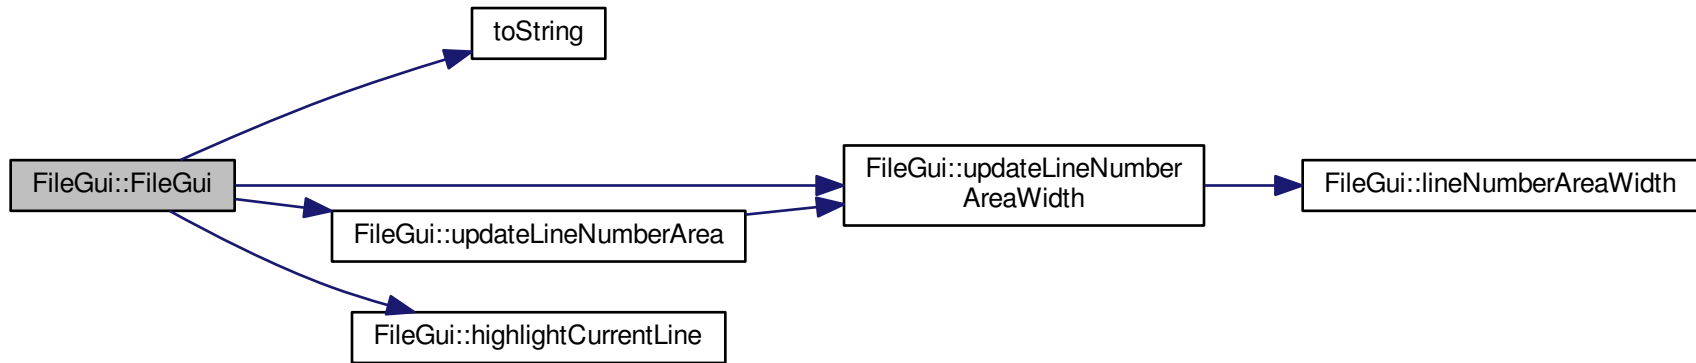 toString
FileGui::FileGui
FileGui::updateLineNumber
AreaWidth
FileGui::lineNumberAreaWidth
FileGui::updateLineNumberArea
FileGui::highlightCurrentLine